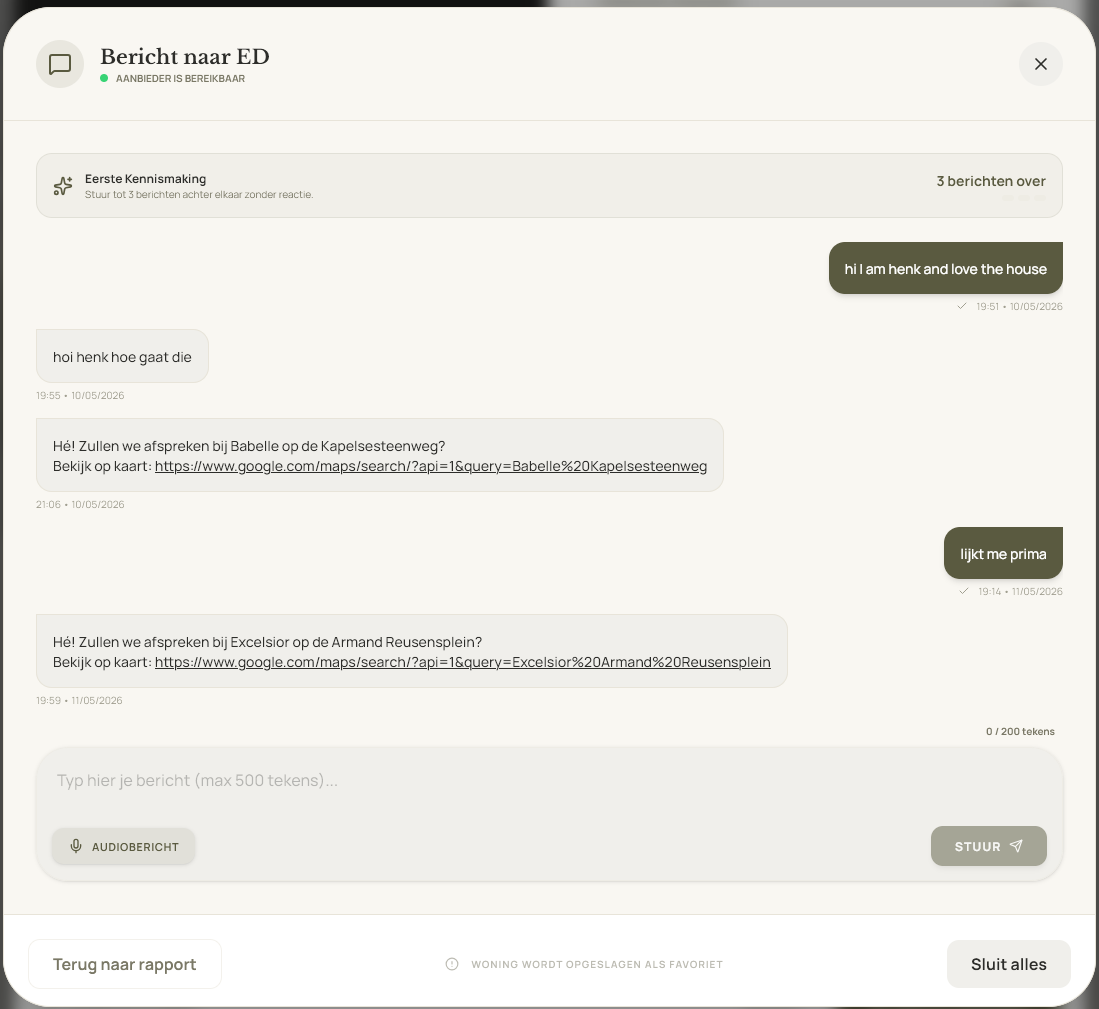 Bericht naar ED
AANBIEDER IS BEREIKBAAR
Eerste Kennismaking
Stuur tot 3 berichten achter elkaar zonder reactie.
3 berichten over
hi I am henk and love the house
19:51 • 10/05/2026
hoi henk hoe gaat die
19:55 • 10/05/2026
Hé! Zullen we afspreken bij Babelle op de Kapelsesteenweg?
Bekijk op kaart: https://www.google.com/maps/search/?api=1&query=Babelle%20Kapelsesteenweg
21:06 • 10/05/2026
lijkt me prima
19:14 • 11/05/2026
Hé! Zullen we afspreken bij Excelsior op de Armand Reusensplein?
Bekijk op kaart: https://www.google.com/maps/search/?api=1&query=Excelsior%20Armand%20Reusensplein
19:59 • 11/05/2026
0 / 200 tekens
Typ hier je bericht (max 500 tekens)...
AUDIOBERICHT
STUUR
Terug naar rapport
WONING WORDT OPGESLAGEN ALS FAVORIET
Sluit alles